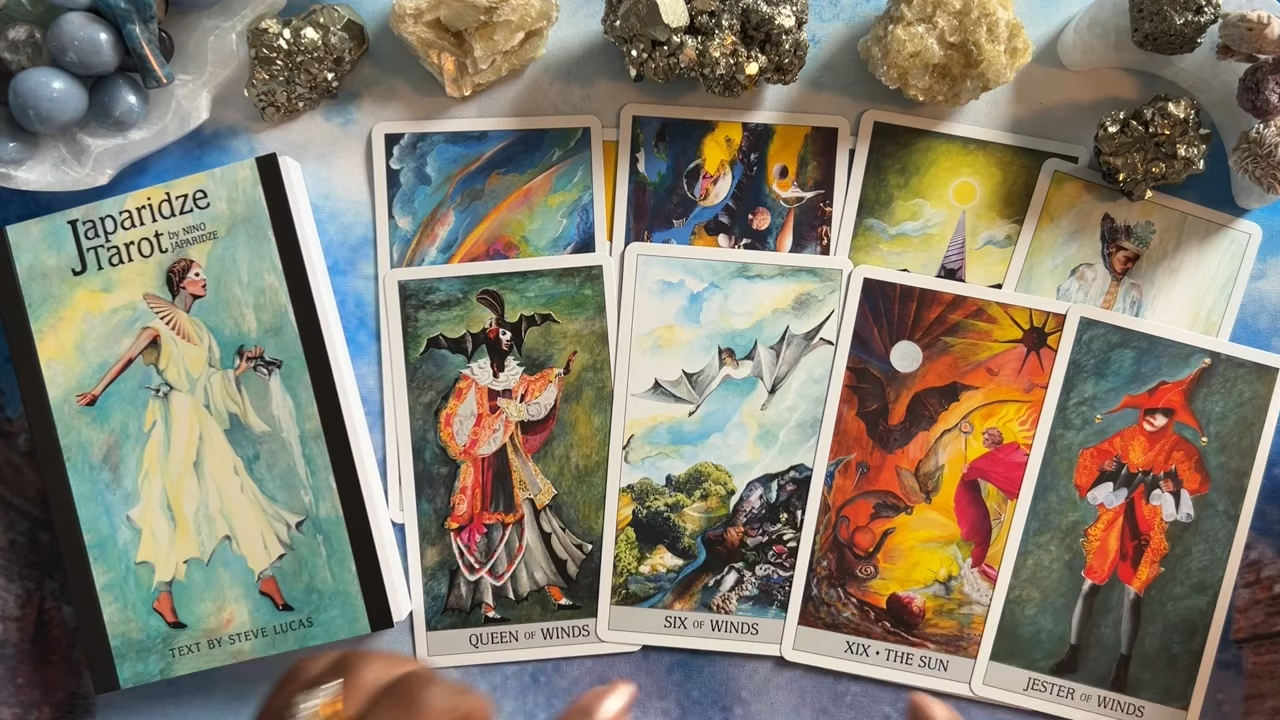 Japaridze
Tarot by NINO
JAPARIDZE
TEXT BY STEVE LUCAS
QUEEN OF WINDS
SIX OF WINDS
XIX • THE SUN
JESTER OF WINDS